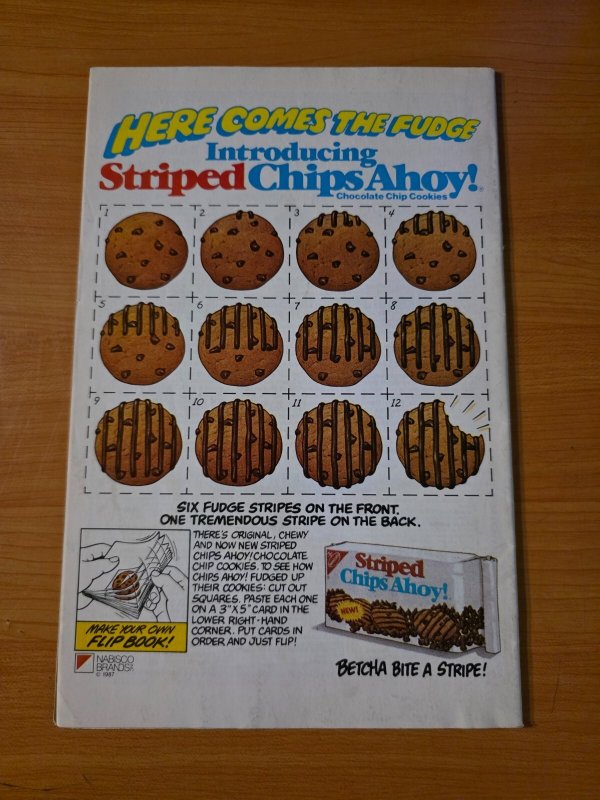 HERE COMES THE FUDGE
Introducing
Striped Chips Ahoy!®
Chocolate Chip Cookies
1 2 3 4
5 6 7 8
9 10 11 12
SIX FUDGE STRIPES ON THE FRONT.
ONE TREMENDOUS STRIPE ON THE BACK.
MAKE YOUR OWN
FLIP BOOK!
THERE'S ORIGINAL, CHEWY
AND NOW NEW STRIPED
CHIPS AHOY! CHOCOLATE
CHIP COOKIES. TO SEE HOW
CHIPS AHOY! FUDGED UP
THEIR COOKIES: CUT OUT
SQUARES. PASTE EACH ONE
ON A 3"X 5" CARD IN THE
LOWER RIGHT-HAND
CORNER. PUT CARDS IN
ORDER AND JUST FLIP!
Striped
Chips Ahoy!
NEW!
NABISCO
BRANDS
© 1987
BETCHA BITE A STRIPE!